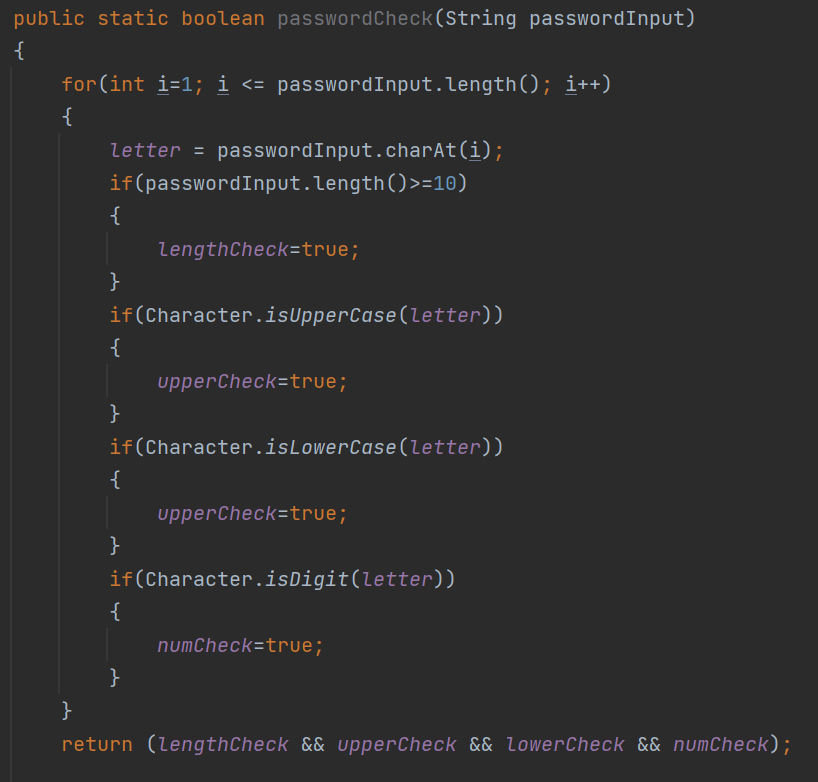 public static boolean passwordCheck(String passwordInput)
{
    for(int i=1; i <= passwordInput.length(); i++)
    {
        letter = passwordInput.charAt(i);
        if(passwordInput.length()>=10)
        {
            lengthCheck=true;
        }
        if(Character.isUpperCase(letter))
        {
            upperCheck=true;
        }
        if(Character.isLowerCase(letter))
        {
            upperCheck=true;
        }
        if(Character.isDigit(letter))
        {
            numCheck=true;
        }
    }
    return (lengthCheck && upperCheck && lowerCheck && numCheck);